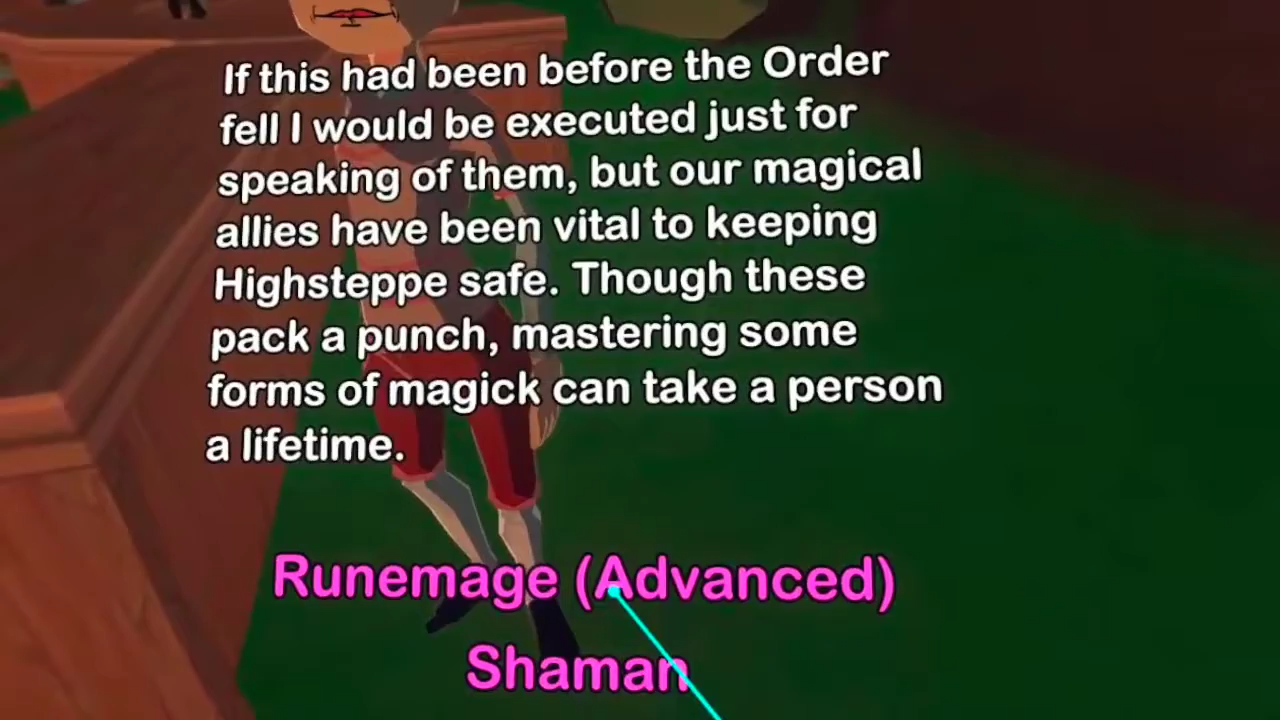 If this had been before the Order
fell I would be executed just for
speaking of them, but our magical
allies have been vital to keeping
Highsteppe safe. Though these
pack a punch, mastering some
forms of magick can take a person
a lifetime.
Runemage (Advanced)
Shaman